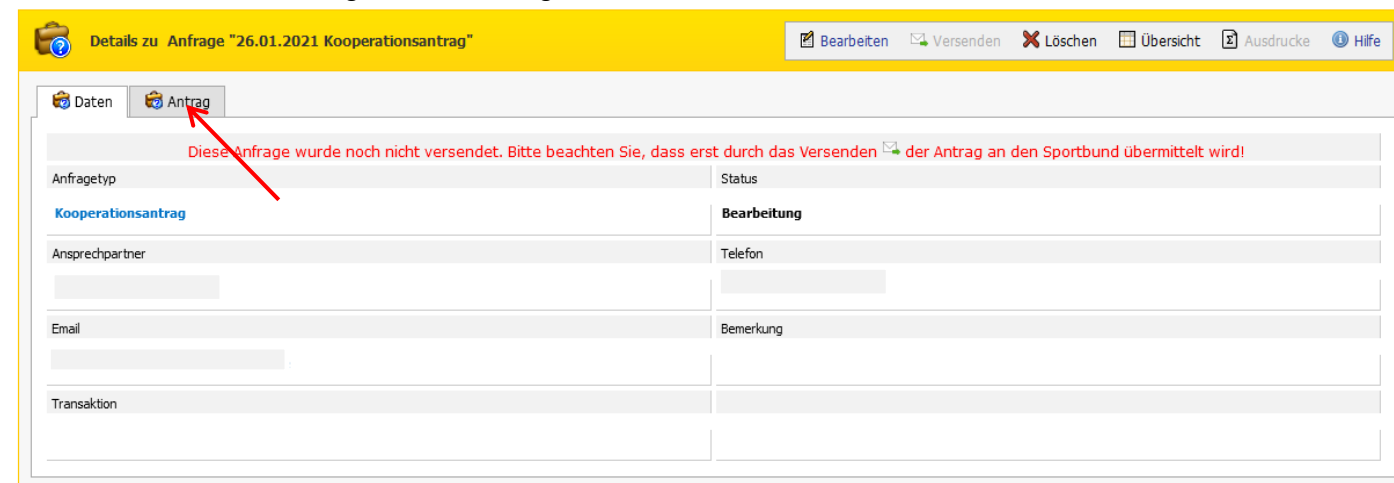 Details zu  Anfrage "26.01.2021 Kooperationsantrag"
Bearbeiten Versenden Löschen Übersicht Ausdrucke Hilfe
Daten Antrag
Diese Anfrage wurde noch nicht versendet. Bitte beachten Sie, dass erst durch das Versenden der Antrag an den Sportbund übermittelt wird!
Anfragetyp Status
Kooperationsantrag Bearbeitung
Ansprechpartner Telefon
Email Bemerkung
Transaktion